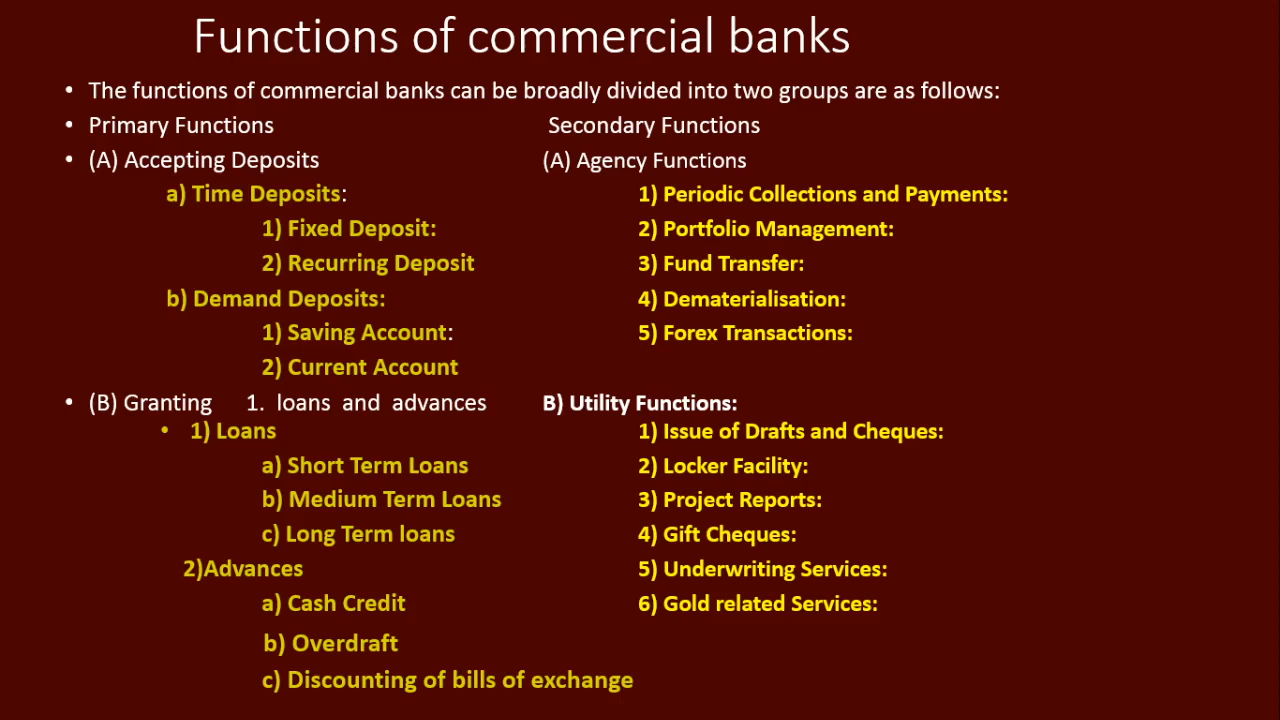 Functions of commercial banks
• The functions of commercial banks can be broadly divided into two groups are as follows:
• Primary Functions Secondary Functions
• (A) Accepting Deposits (A) Agency Functions
a) Time Deposits: 1) Periodic Collections and Payments:
1) Fixed Deposit: 2) Portfolio Management:
2) Recurring Deposit 3) Fund Transfer:
b) Demand Deposits: 4) Dematerialisation:
1) Saving Account: 5) Forex Transactions:
2) Current Account
• (B) Granting 1. loans and advances B) Utility Functions:
• 1) Loans 1) Issue of Drafts and Cheques:
a) Short Term Loans 2) Locker Facility:
b) Medium Term Loans 3) Project Reports:
c) Long Term loans 4) Gift Cheques:
2)Advances 5) Underwriting Services:
a) Cash Credit 6) Gold related Services:
b) Overdraft
c) Discounting of bills of exchange